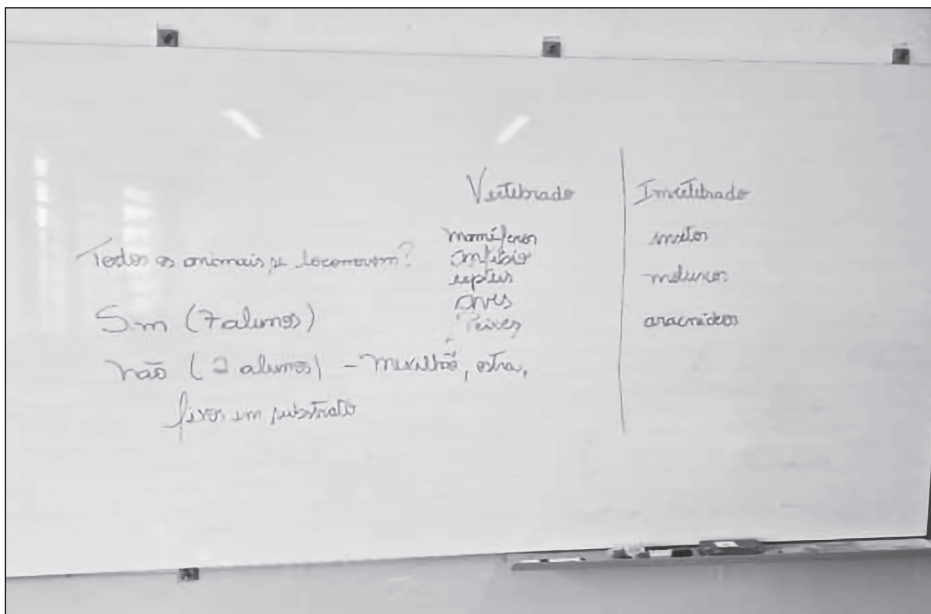 Todos os animais se locomovem?
Sim (7 alunos)
não (2 alunos) - mexilhão, ostra,
fixos em substrato
Vertebrado
mamíferos
anfíbio
repteis
aves
Peixes
Invertebrado
insetos
moluscos
aracnídeos